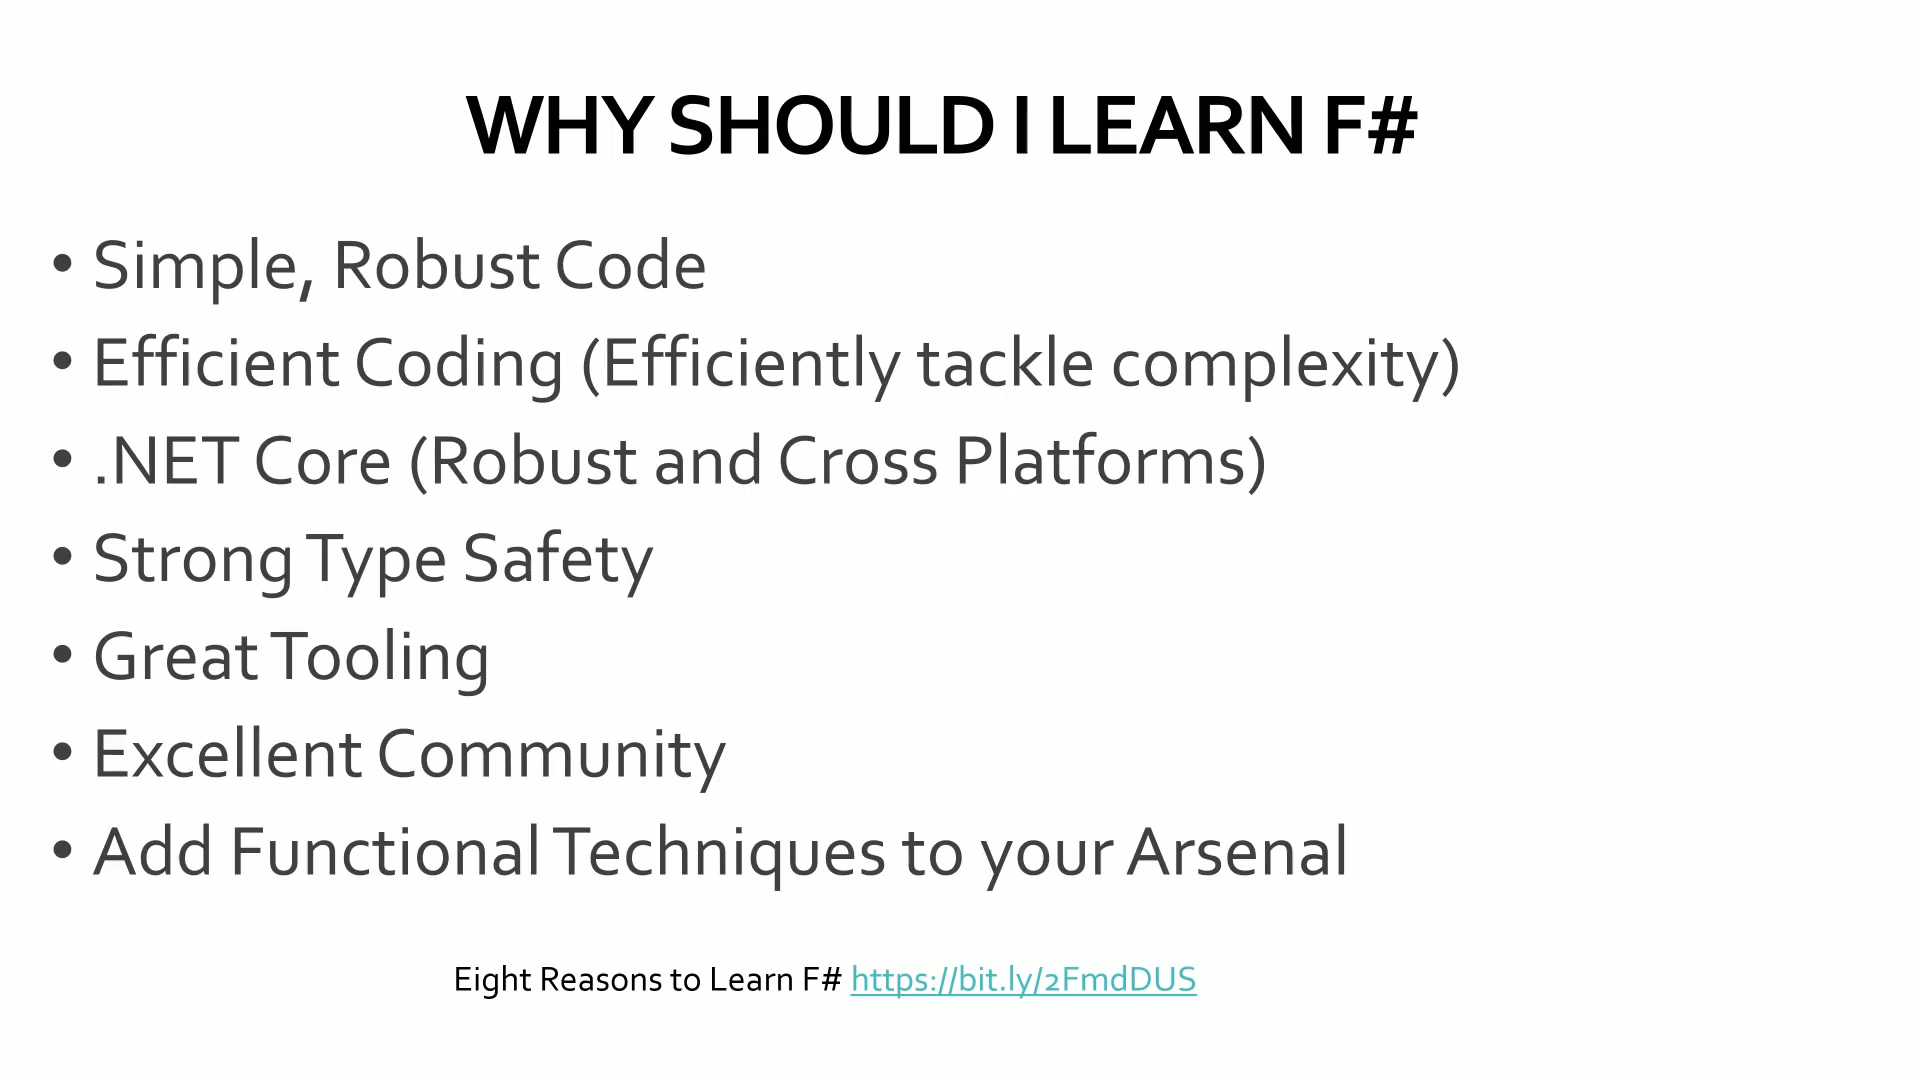 WHY SHOULD I LEARN F#
• Simple, Robust Code
• Efficient Coding (Efficiently tackle complexity)
• .NET Core (Robust and Cross Platforms)
• Strong Type Safety
• Great Tooling
• Excellent Community
• Add Functional Techniques to your Arsenal
Eight Reasons to Learn F# https://bit.ly/2FmdDUS